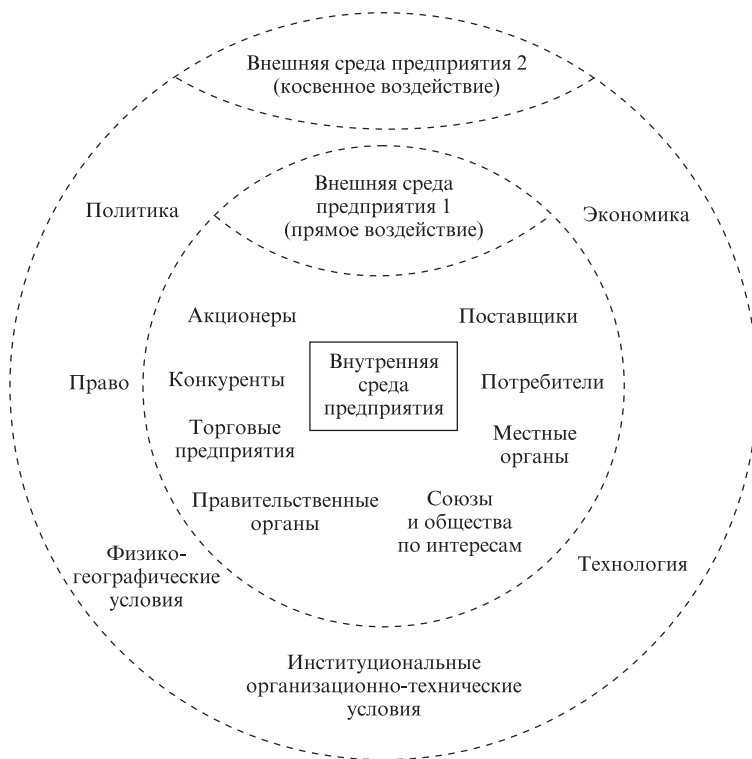 Внешняя среда предприятия 2
(косвенное воздействие)
Внешняя среда
предприятия 1
(прямое воздействие)
Политика
Экономика
Акционеры
Поставщики
Внутренняя
среда
предприятия
Право
Конкуренты
Потребители
Торговые
предприятия
Местные
органы
Правительственные
органы
Союзы
и общества
по интересам
Физико-
географические
условия
Технология
Институциональные
организационно-технические
условия